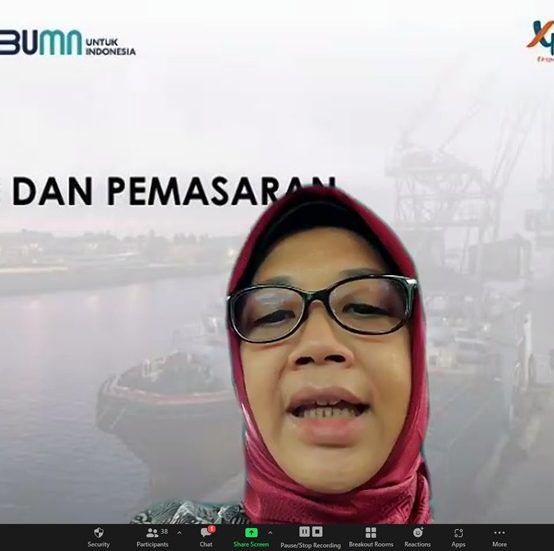 BUMN UNTUK
INDONESIA
DAN PEMASARAN
38
1
Security
Participants
Chat
Share Screen
Pause/Stop Recording
Breakout Rooms
Reactions
Apps
More